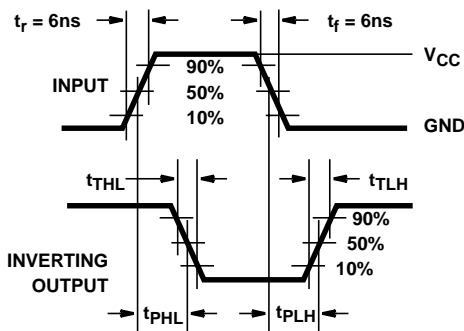 tr = 6ns
tf = 6ns
VCC
90%
INPUT
50%
10%
GND
tTHL
tTLH
90%
50%
INVERTING
OUTPUT
10%
tPHL
tPLH